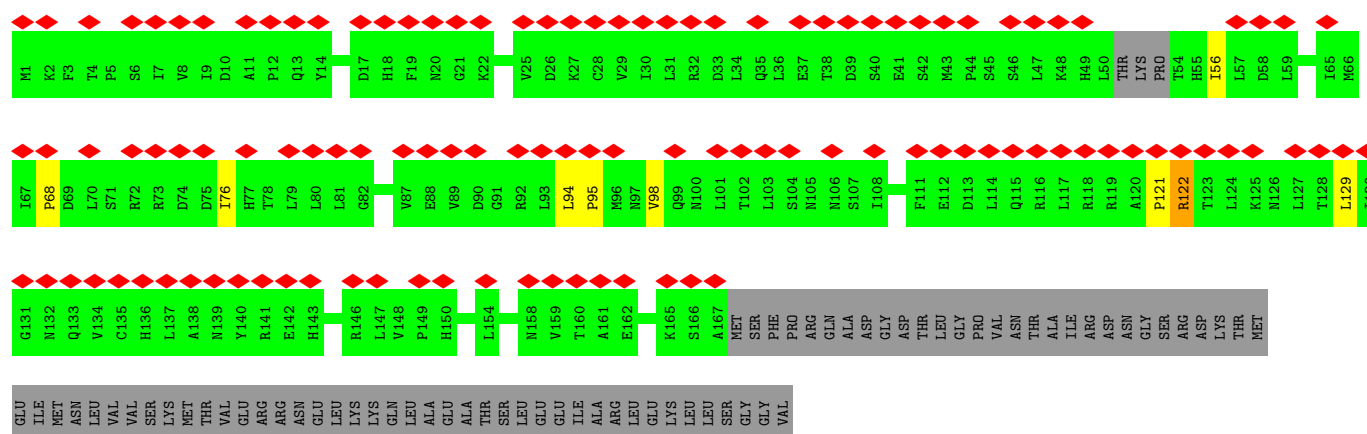 M1 K2 F3 T4 P5 S6 I7 V8 I9 D10 A11 P12 Q13 Y14 D17 H18 F19 N20 G21 K22 V25 D26 K27 C28 V29 I30 L31 R32 D33 L34 Q35 L36 E37 T38 D39 S40 E41 S42 M43 P44 S45 S46 L47 K48 H49 L50 THR LYS PRO T54 H55 I56 L57 D58 L59 I65 M66
I67 P68 D69 L70 S71 R72 R73 D74 D75 I76 H77 T78 L79 L80 L81 G82 V87 E88 V89 D90 G91 R92 L93 L94 P95 M96 N97 V98 Q99 N100 L101 T102 L103 S104 N105 N106 S107 I108 F111 E112 D113 L114 Q115 R116 L117 R118 R119 A120 P121 R122 T123 L124 K125 N126 L127 T128 L129
G131 N132 Q133 V134 C135 H136 L137 A138 N139 Y140 R141 E142 H143 R146 L147 V148 P149 H150 L154 N158 V159 T160 A161 E162 K165 S166 A167 MET SER PHE PRO ARG GLN ALA ASP GLY ASP THR LEU GLY PRO VAL ASN THR ALA ILE ARG ASP ASN GLY SER ARG ASP LYS THR MET
GLU ILE MET ASN LEU VAL VAL SER LYS MET THR VAL GLU ARG ARG ASN GLU LEU LYS LYS GLN LEU ALA GLU ALA THR SER LEU GLU GLU ILE ALA ARG LEU GLU LYS LEU LEU SER GLY GLY VAL